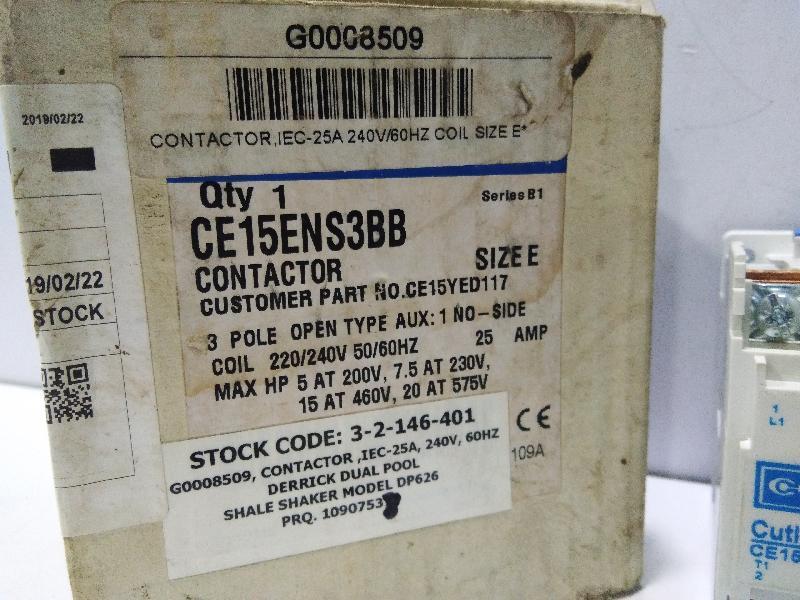 G0008509
CONTACTOR,IEC-25A 240V/60HZ COIL SIZE E*
2019/02/22
19/02/22
STOCK
Qty 1
Series B1
CE15ENS3BB
CONTACTOR SIZE E
CUSTOMER PART NO.CE15YED117
3 POLE OPEN TYPE AUX: 1 NO-SIDE
COIL 220/240V 50/60HZ 25 AMP
MAX HP 5 AT 200V, 7.5 AT 230V,
15 AT 460V, 20 AT 575V
CE
109A
STOCK CODE: 3-2-146-401
G0008509, CONTACTOR ,IEC-25A, 240V, 60HZ
DERRICK DUAL POOL
SHALE SHAKER MODEL DP626
PRQ. 1090753
1
L1
Cutl
CE15
T1
2